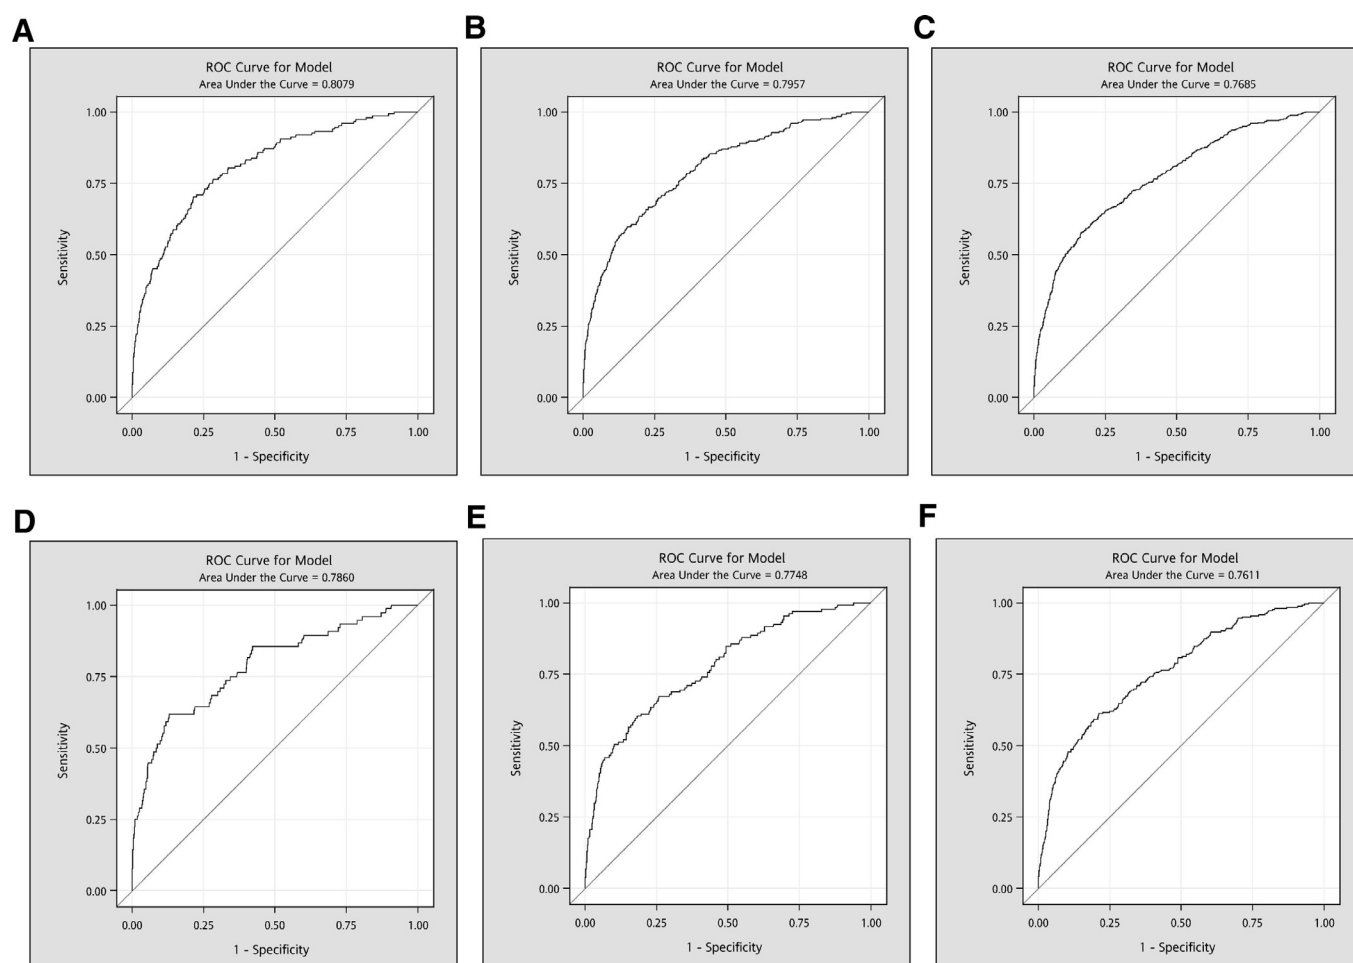 A
ROC Curve for Model
Area Under the Curve = 0.8079
1.00
0.75
0.50
0.25
0.00
Sensitivity
0.00 0.25 0.50 0.75 1.00
1 - Specificity
B
ROC Curve for Model
Area Under the Curve = 0.7957
1.00
0.75
0.50
0.25
0.00
Sensitivity
0.00 0.25 0.50 0.75 1.00
1 - Specificity
C
ROC Curve for Model
Area Under the Curve = 0.7685
1.00
0.75
0.50
0.25
0.00
Sensitivity
0.00 0.25 0.50 0.75 1.00
1 - Specificity
D
ROC Curve for Model
Area Under the Curve = 0.7860
1.00
0.75
0.50
0.25
0.00
Sensitivity
0.00 0.25 0.50 0.75 1.00
1 - Specificity
E
ROC Curve for Model
Area Under the Curve = 0.7748
1.00
0.75
0.50
0.25
0.00
Sensitivity
0.00 0.25 0.50 0.75 1.00
1 - Specificity
F
ROC Curve for Model
Area Under the Curve = 0.7611
1.00
0.75
0.50
0.25
0.00
Sensitivity
0.00 0.25 0.50 0.75 1.00
1 - Specificity